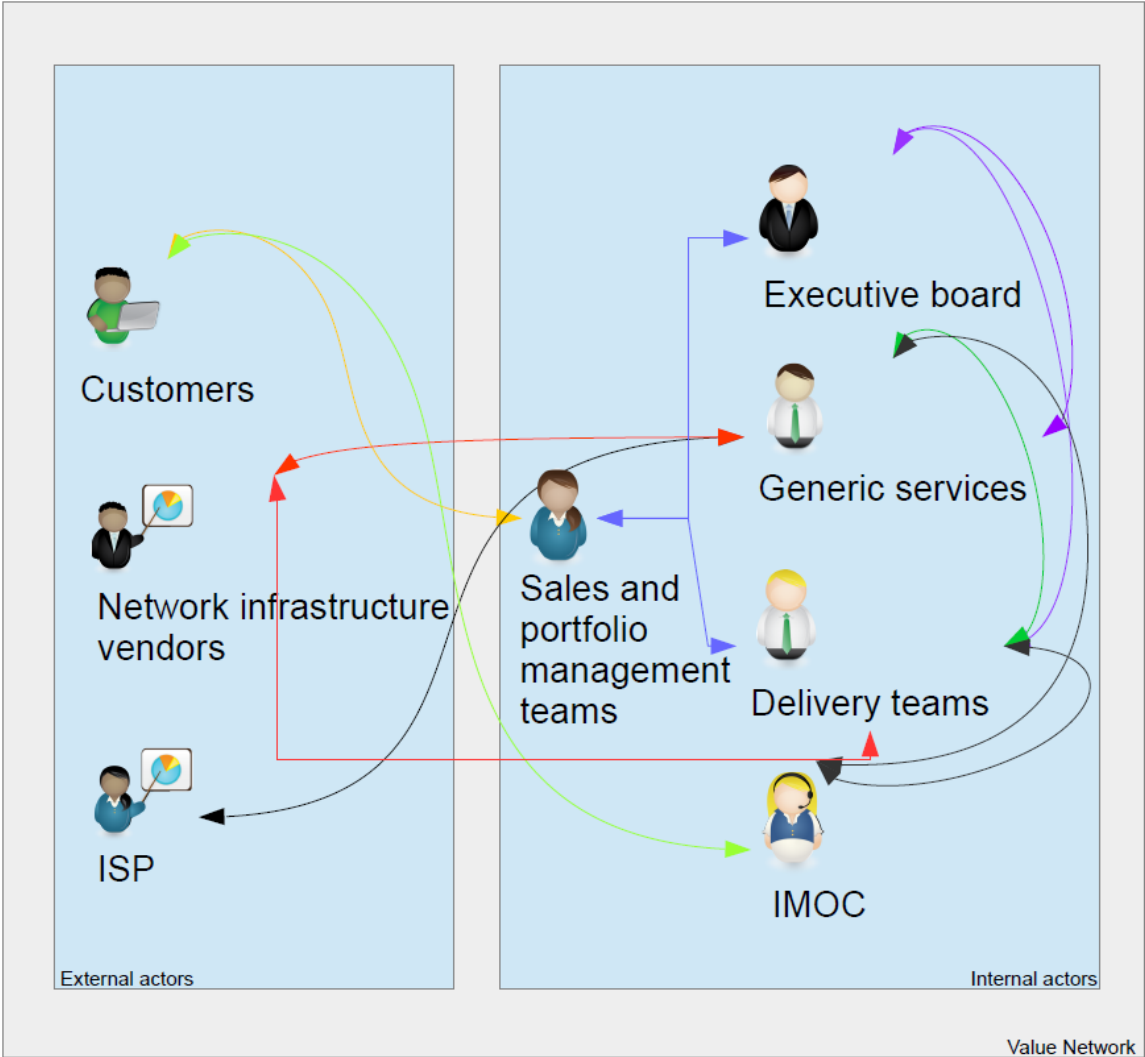 Executive board
Customers
Generic services
Network infrastructure
vendors
Sales and
portfolio
management
teams
Delivery teams
ISP
IMOC
External actors
Internal actors
Value Network